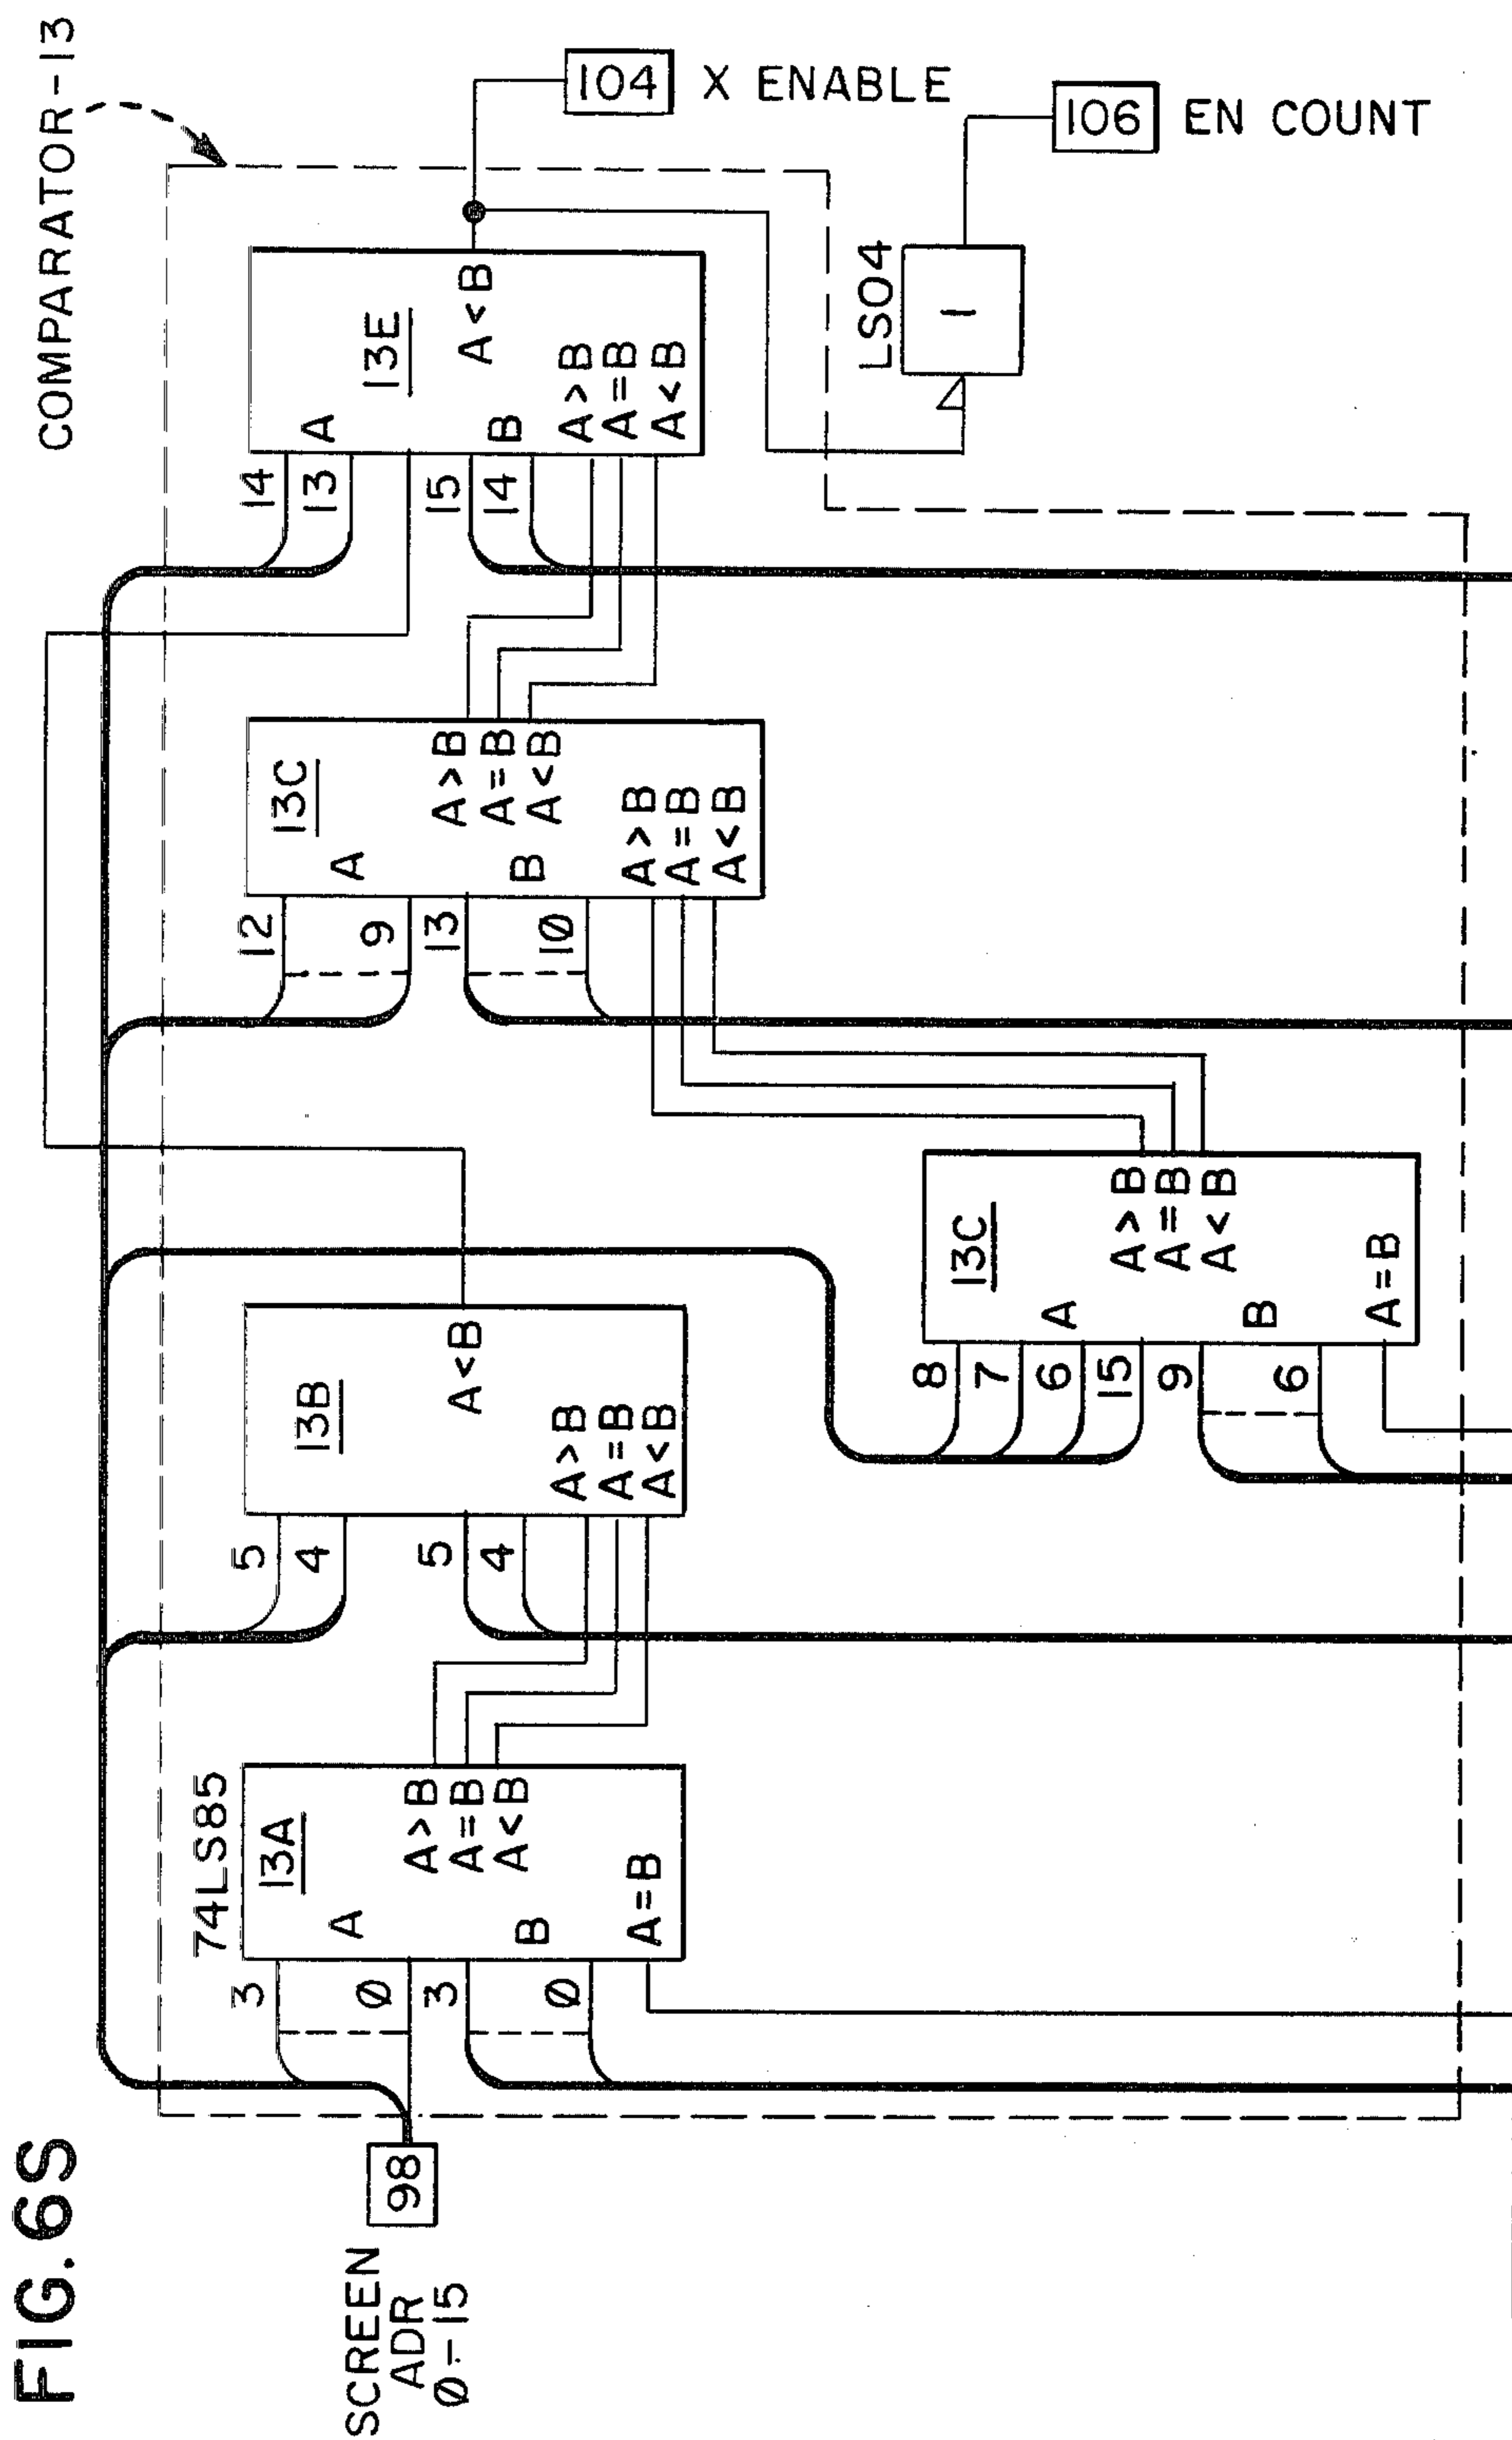 FIG. 6S
COMPARATOR-13
SCREEN
ADR
0-15
98
74LS85
13A
3
A
0
3
B
0
A>B
A=B
A<B
A=B
13B
5
4
5
4
A<B
A>B
A=B
A<B
13C
8
7
A
6
15
9
B
6
A>B
A=B
A<B
A=B
13C
12
A
9
13
B
10
A>B
A=B
A<B
A>B
A=B
A<B
13E
14
A
13
15
B
14
A<B
A>B
A=B
A<B
104 X ENABLE
LS04
1
106 EN COUNT